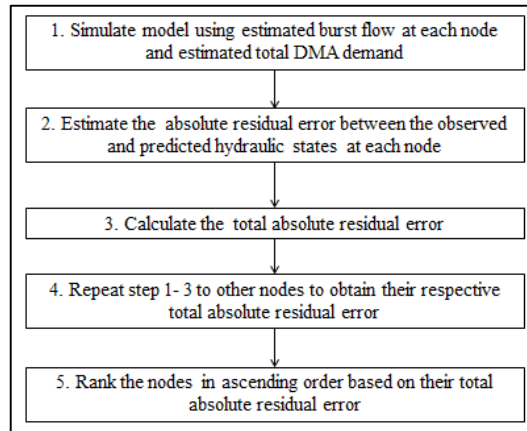 1. Simulate model using estimated burst flow at each node
and estimated total DMA demand
2. Estimate the absolute residual error between the observed
and predicted hydraulic states at each node
3. Calculate the total absolute residual error
4. Repeat step 1- 3 to other nodes to obtain their respective
total absolute residual error
5. Rank the nodes in ascending order based on their total
absolute residual error